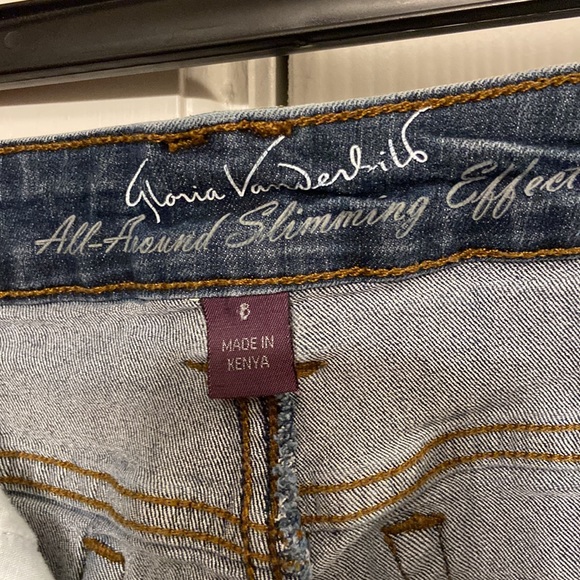 Gloria Vanderbilt
All-Around Slimming Effect
8
MADE IN
KENYA